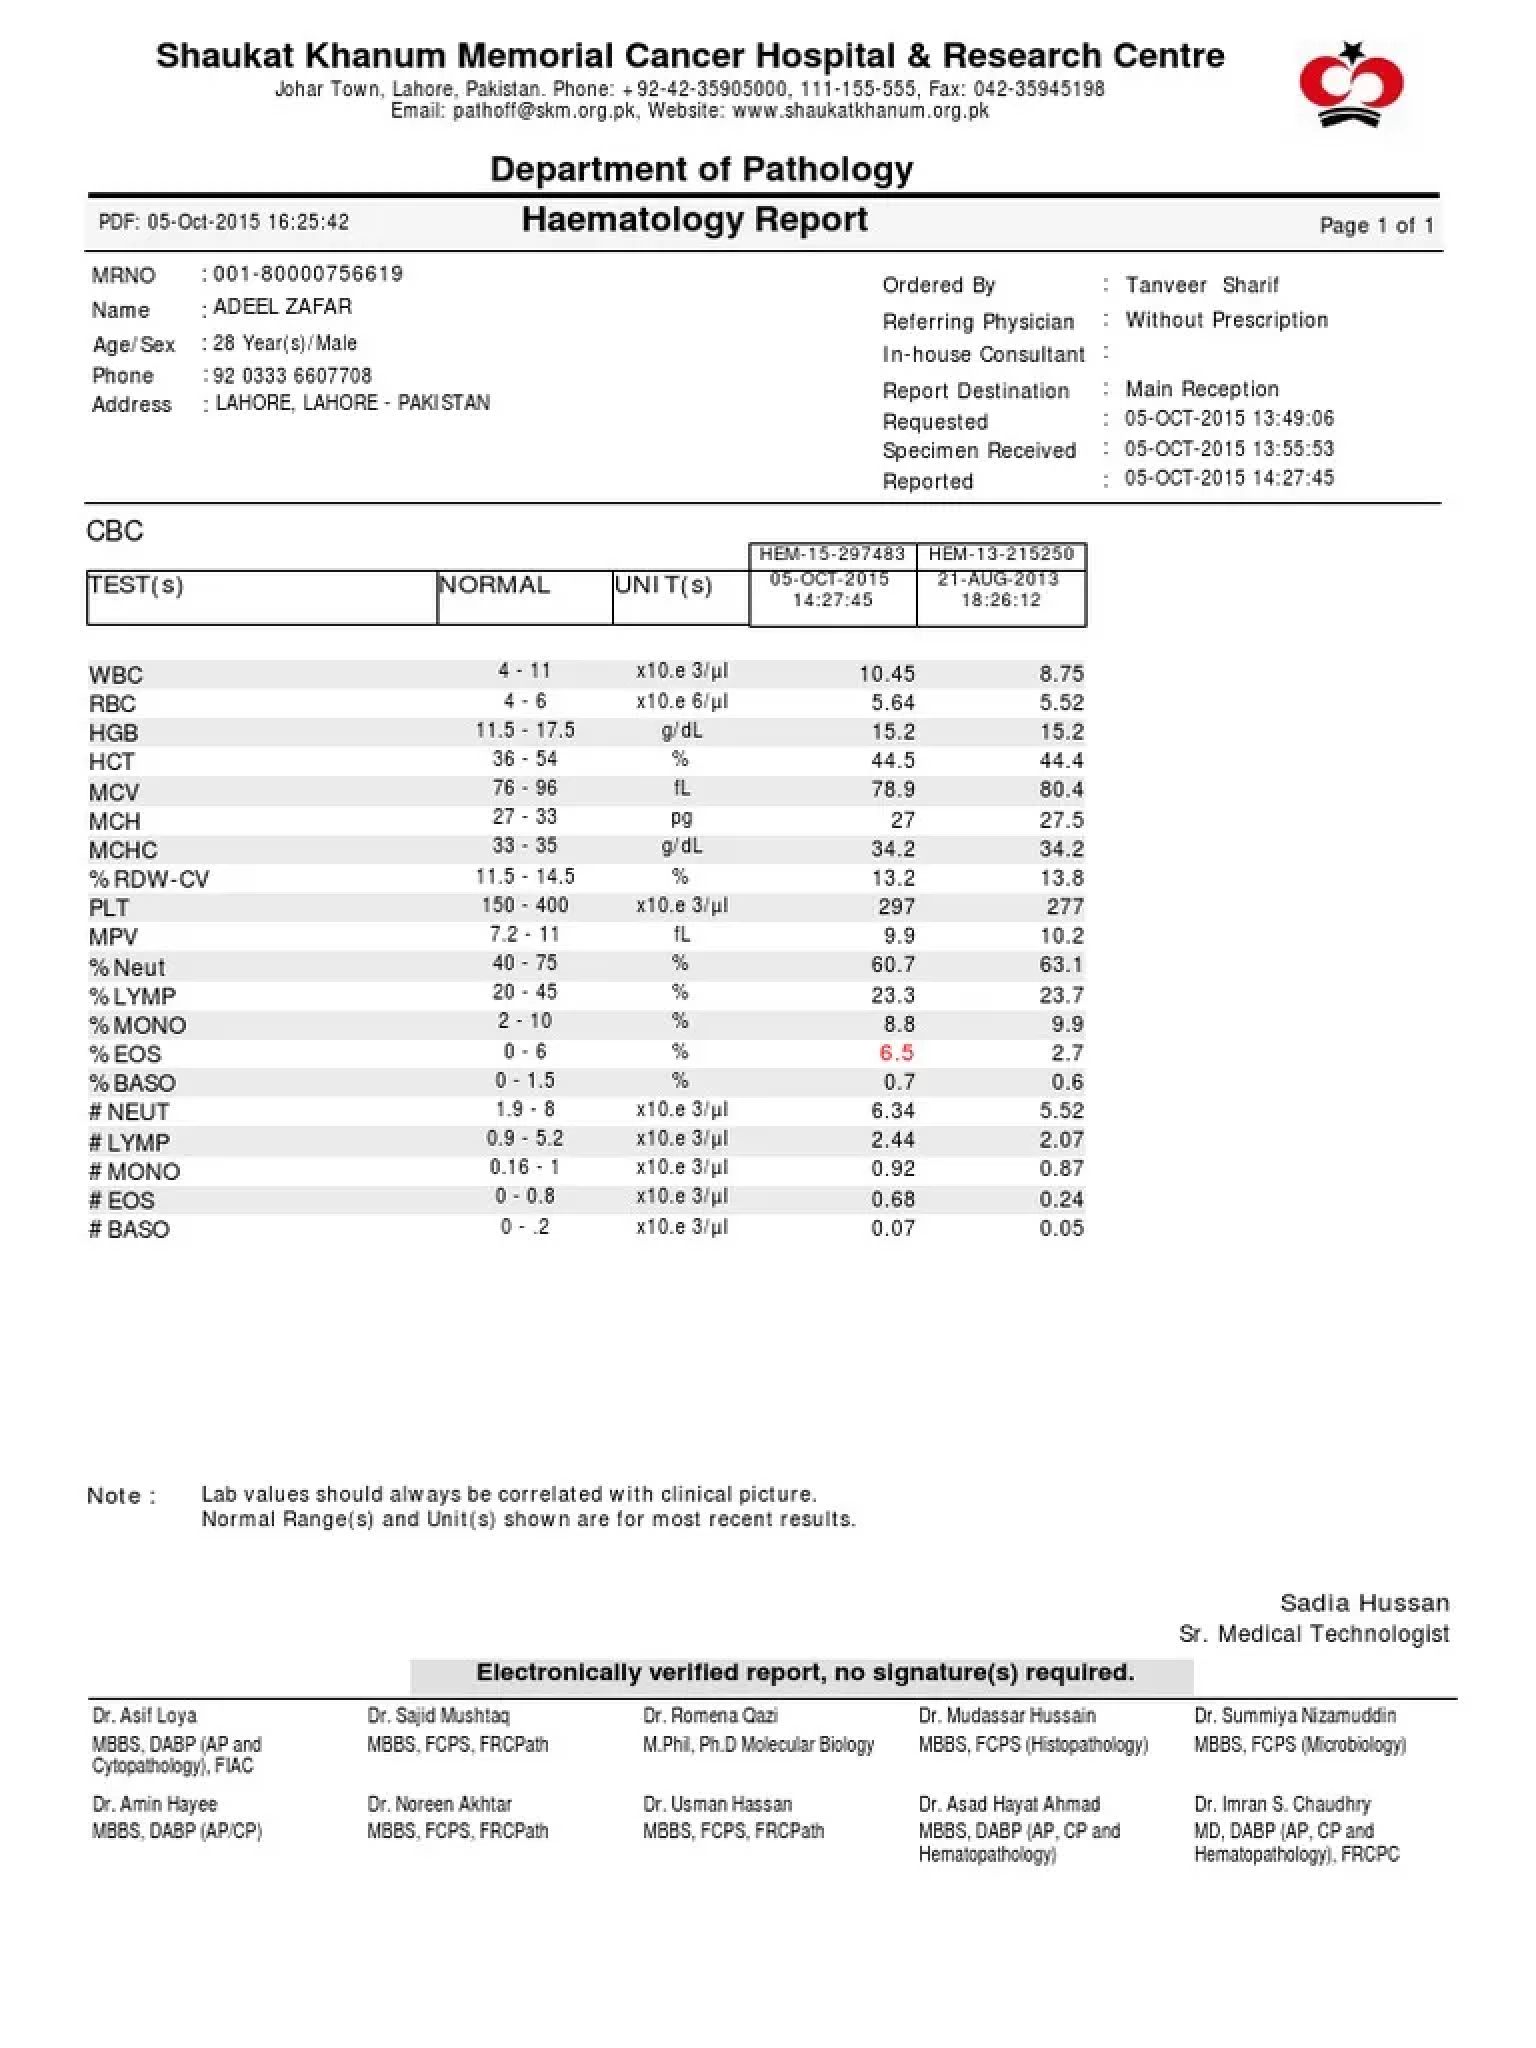 Shaukat Khanum Memorial Cancer Hospital & Research Centre
Johar Town, Lahore, Pakistan. Phone: +92-42-35905000, 111-155-555, Fax: 042-35945198
Email: pathoff@skm.org.pk, Website: www.shaukatkhanum.org.pk
Department of Pathology
PDF: 05-Oct-2015 16:25:42 Haematology Report Page 1 of 1
MRNO : 001-80000756619
Name : ADEEL ZAFAR
Age/Sex : 28 Year(s)/Male
Phone : 92 0333 6607708
Address : LAHORE, LAHORE - PAKISTAN
Ordered By : Tanveer Sharif
Referring Physician : Without Prescription
In-house Consultant :
Report Destination : Main Reception
Requested : 05-OCT-2015 13:49:06
Specimen Received : 05-OCT-2015 13:55:53
Reported : 05-OCT-2015 14:27:45
CBC
HEM-15-297483 HEM-13-215250
TEST(s) NORMAL UNIT(s) 05-OCT-2015 21-AUG-2013
14:27:45 18:26:12
WBC 4 - 11 x10.e 3/µl 10.45 8.75
RBC 4 - 6 x10.e 6/µl 5.64 5.52
HGB 11.5 - 17.5 g/dL 15.2 15.2
HCT 36 - 54 % 44.5 44.4
MCV 76 - 96 fL 78.9 80.4
MCH 27 - 33 pg 27 27.5
MCHC 33 - 35 g/dL 34.2 34.2
% RDW-CV 11.5 - 14.5 % 13.2 13.8
PLT 150 - 400 x10.e 3/µl 297 277
MPV 7.2 - 11 fL 9.9 10.2
% Neut 40 - 75 % 60.7 63.1
% LYMP 20 - 45 % 23.3 23.7
% MONO 2 - 10 % 8.8 9.9
% EOS 0 - 6 % 6.5 2.7
% BASO 0 - 1.5 % 0.7 0.6
# NEUT 1.9 - 8 x10.e 3/µl 6.34 5.52
# LYMP 0.9 - 5.2 x10.e 3/µl 2.44 2.07
# MONO 0.16 - 1 x10.e 3/µl 0.92 0.87
# EOS 0 - 0.8 x10.e 3/µl 0.68 0.24
# BASO 0 - .2 x10.e 3/µl 0.07 0.05
Note : Lab values should always be correlated with clinical picture.
Normal Range(s) and Unit(s) shown are for most recent results.
Sadia Hussan
Sr. Medical Technologist
Electronically verified report, no signature(s) required.
Dr. Asif Loya Dr. Sajid Mushtaq Dr. Romena Qazi Dr. Mudassar Hussain Dr. Summiya Nizamuddin
MBBS, DABP (AP and MBBS, FCPS, FRCPath M.Phil, Ph.D Molecular Biology MBBS, FCPS (Histopathology) MBBS, FCPS (Microbiology)
Cytopathology), FIAC
Dr. Amin Hayee Dr. Noreen Akhtar Dr. Usman Hassan Dr. Asad Hayat Ahmad Dr. Imran S. Chaudhry
MBBS, DABP (AP/CP) MBBS, FCPS, FRCPath MBBS, FCPS, FRCPath MBBS, DABP (AP, CP and MD, DABP (AP, CP and
Hematopathology) Hematopathology), FRCPC